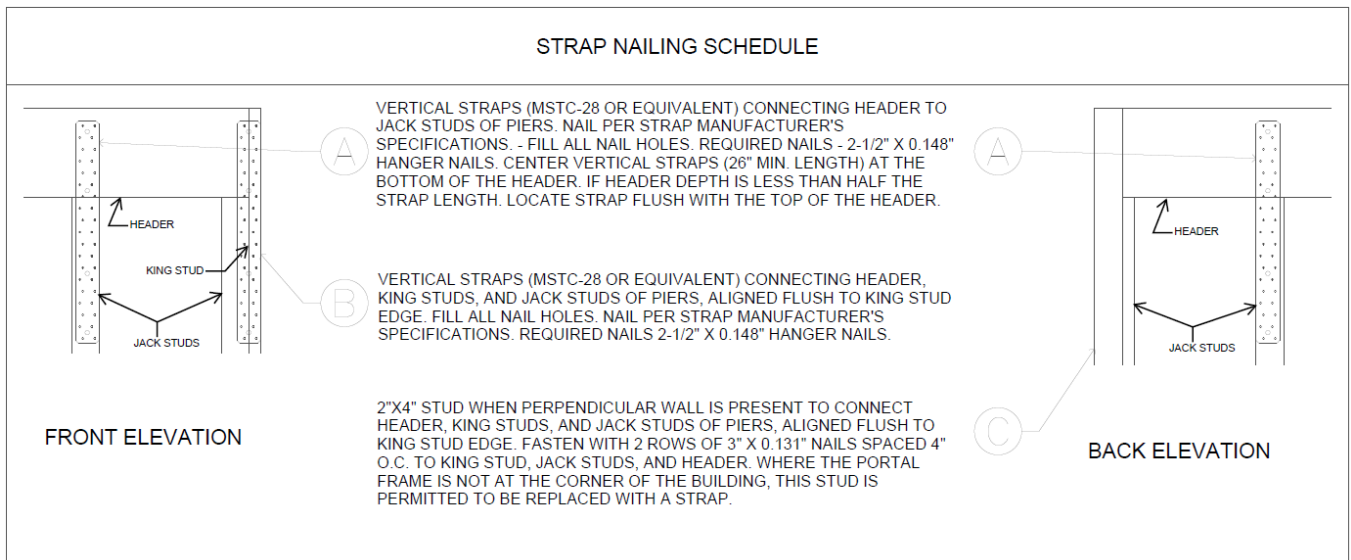 STRAP NAILING SCHEDULE
HEADER
KING STUD
JACK STUDS
FRONT ELEVATION
A
VERTICAL STRAPS (MSTC-28 OR EQUIVALENT) CONNECTING HEADER TO
JACK STUDS OF PIERS. NAIL PER STRAP MANUFACTURER'S
SPECIFICATIONS. - FILL ALL NAIL HOLES. REQUIRED NAILS - 2-1/2" X 0.148"
HANGER NAILS. CENTER VERTICAL STRAPS (26" MIN. LENGTH) AT THE
BOTTOM OF THE HEADER. IF HEADER DEPTH IS LESS THAN HALF THE
STRAP LENGTH. LOCATE STRAP FLUSH WITH THE TOP OF THE HEADER.
B
VERTICAL STRAPS (MSTC-28 OR EQUIVALENT) CONNECTING HEADER,
KING STUDS, AND JACK STUDS OF PIERS, ALIGNED FLUSH TO KING STUD
EDGE. FILL ALL NAIL HOLES. NAIL PER STRAP MANUFACTURER'S
SPECIFICATIONS. REQUIRED NAILS 2-1/2" X 0.148" HANGER NAILS.
2"X4" STUD WHEN PERPENDICULAR WALL IS PRESENT TO CONNECT
HEADER, KING STUDS, AND JACK STUDS OF PIERS, ALIGNED FLUSH TO
KING STUD EDGE. FASTEN WITH 2 ROWS OF 3" X 0.131" NAILS SPACED 4"
O.C. TO KING STUD, JACK STUDS, AND HEADER. WHERE THE PORTAL
FRAME IS NOT AT THE CORNER OF THE BUILDING, THIS STUD IS
PERMITTED TO BE REPLACED WITH A STRAP.
A
C
HEADER
JACK STUDS
BACK ELEVATION